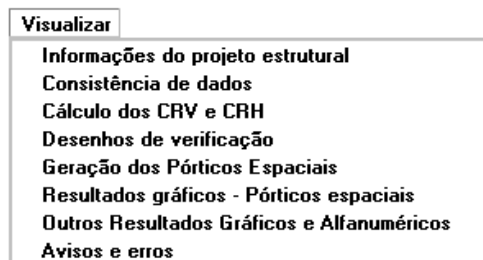 Visualizar
Informações do projeto estrutural
Consistência de dados
Cálculo dos CRV e CRH
Desenhos de verificação
Geração dos Pórticos Espaciais
Resultados gráficos - Pórticos espaciais
Outros Resultados Gráficos e Alfanuméricos
Avisos e erros